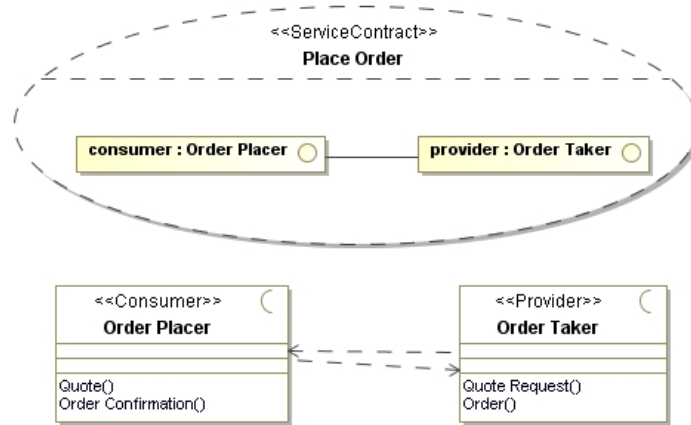 <<ServiceContract>>
Place Order
consumer : Order Placer
provider : Order Taker
<<Consumer>>
Order Placer
Quote()
Order Confirmation()
<<Provider>>
Order Taker
Quote Request()
Order()